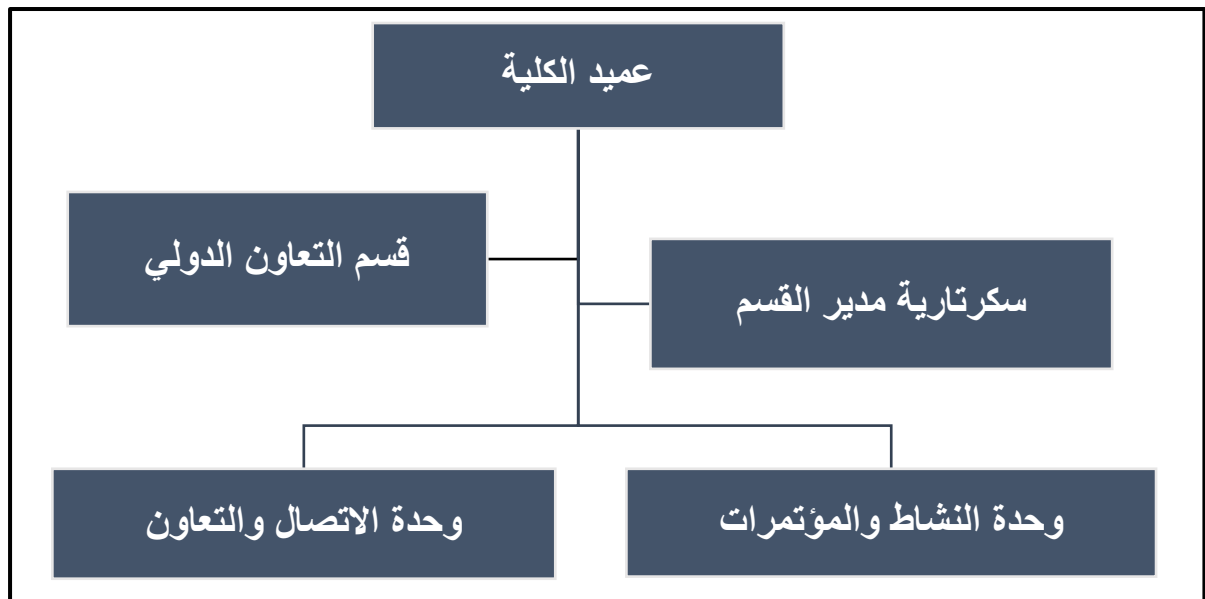 عميد الكلية
قسم التعاون الدولي
سكرتارية مدير القسم
وحدة النشاط والمؤتمرات
وحدة الاتصال والتعاون